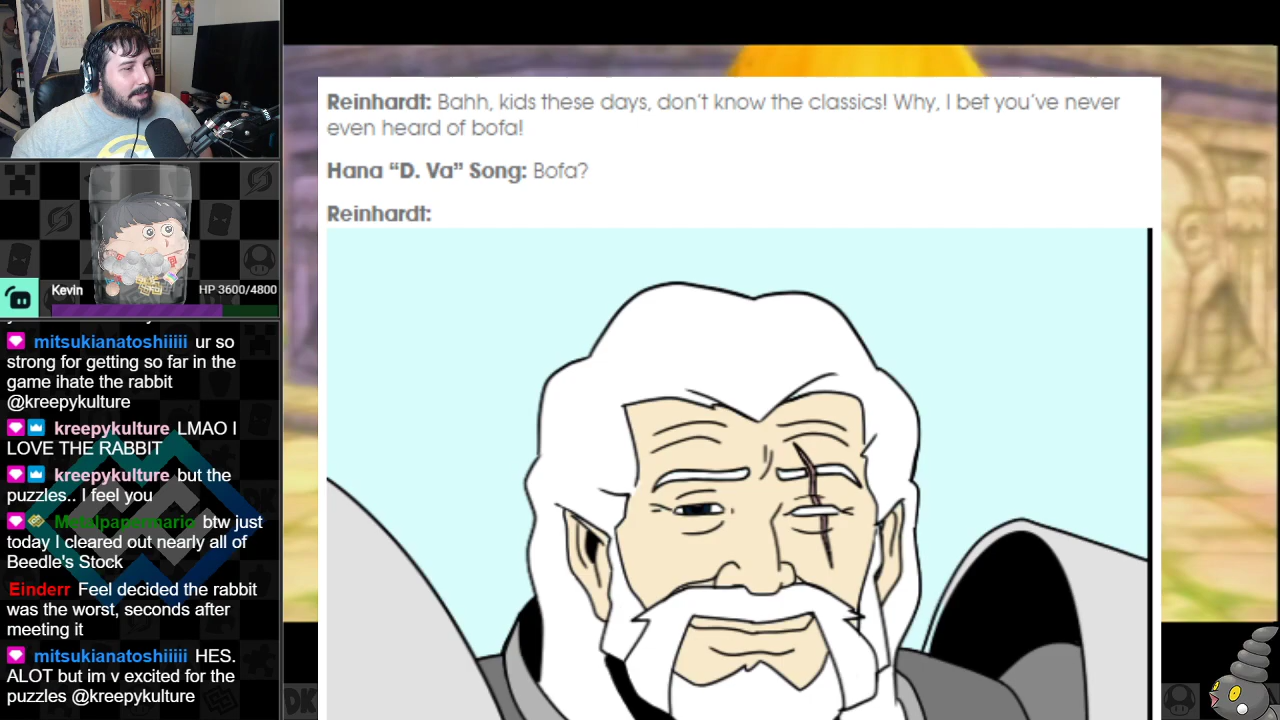 Reinhardt: Bahh, kids these days, don't know the classics! Why, I bet you've never
even heard of bofa!
Hana “D. Va” Song: Bofa?
Reinhardt:
Kevin
HP 3600/4800
mitsukianatoshiiiii ur so
strong for getting so far in the
game ihate the rabbit
@kreepykulture
kreepykulture LMAO I
LOVE THE RABBIT
kreepykulture but the
puzzles.. I feel you
Metalpapermario btw just
today I cleared out nearly all of
Beedle's Stock
Einderr Feel decided the rabbit
was the worst, seconds after
meeting it
mitsukianatoshiiiii HES.
ALOT but im v excited for the
puzzles @kreepykulture